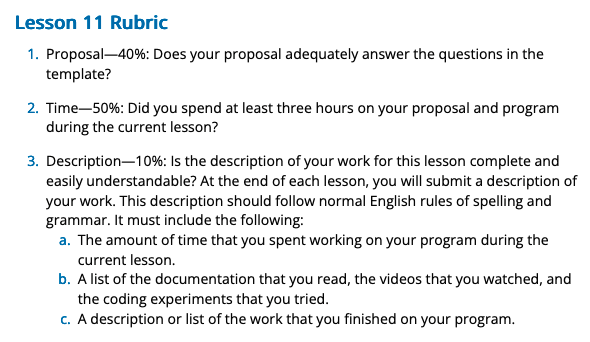 Lesson 11 Rubric
1. Proposal—40%: Does your proposal adequately answer the questions in the
template?
2. Time—50%: Did you spend at least three hours on your proposal and program
during the current lesson?
3. Description—10%: Is the description of your work for this lesson complete and
easily understandable? At the end of each lesson, you will submit a description of
your work. This description should follow normal English rules of spelling and
grammar. It must include the following:
a. The amount of time that you spent working on your program during the
current lesson.
b. A list of the documentation that you read, the videos that you watched, and
the coding experiments that you tried.
c. A description or list of the work that you finished on your program.